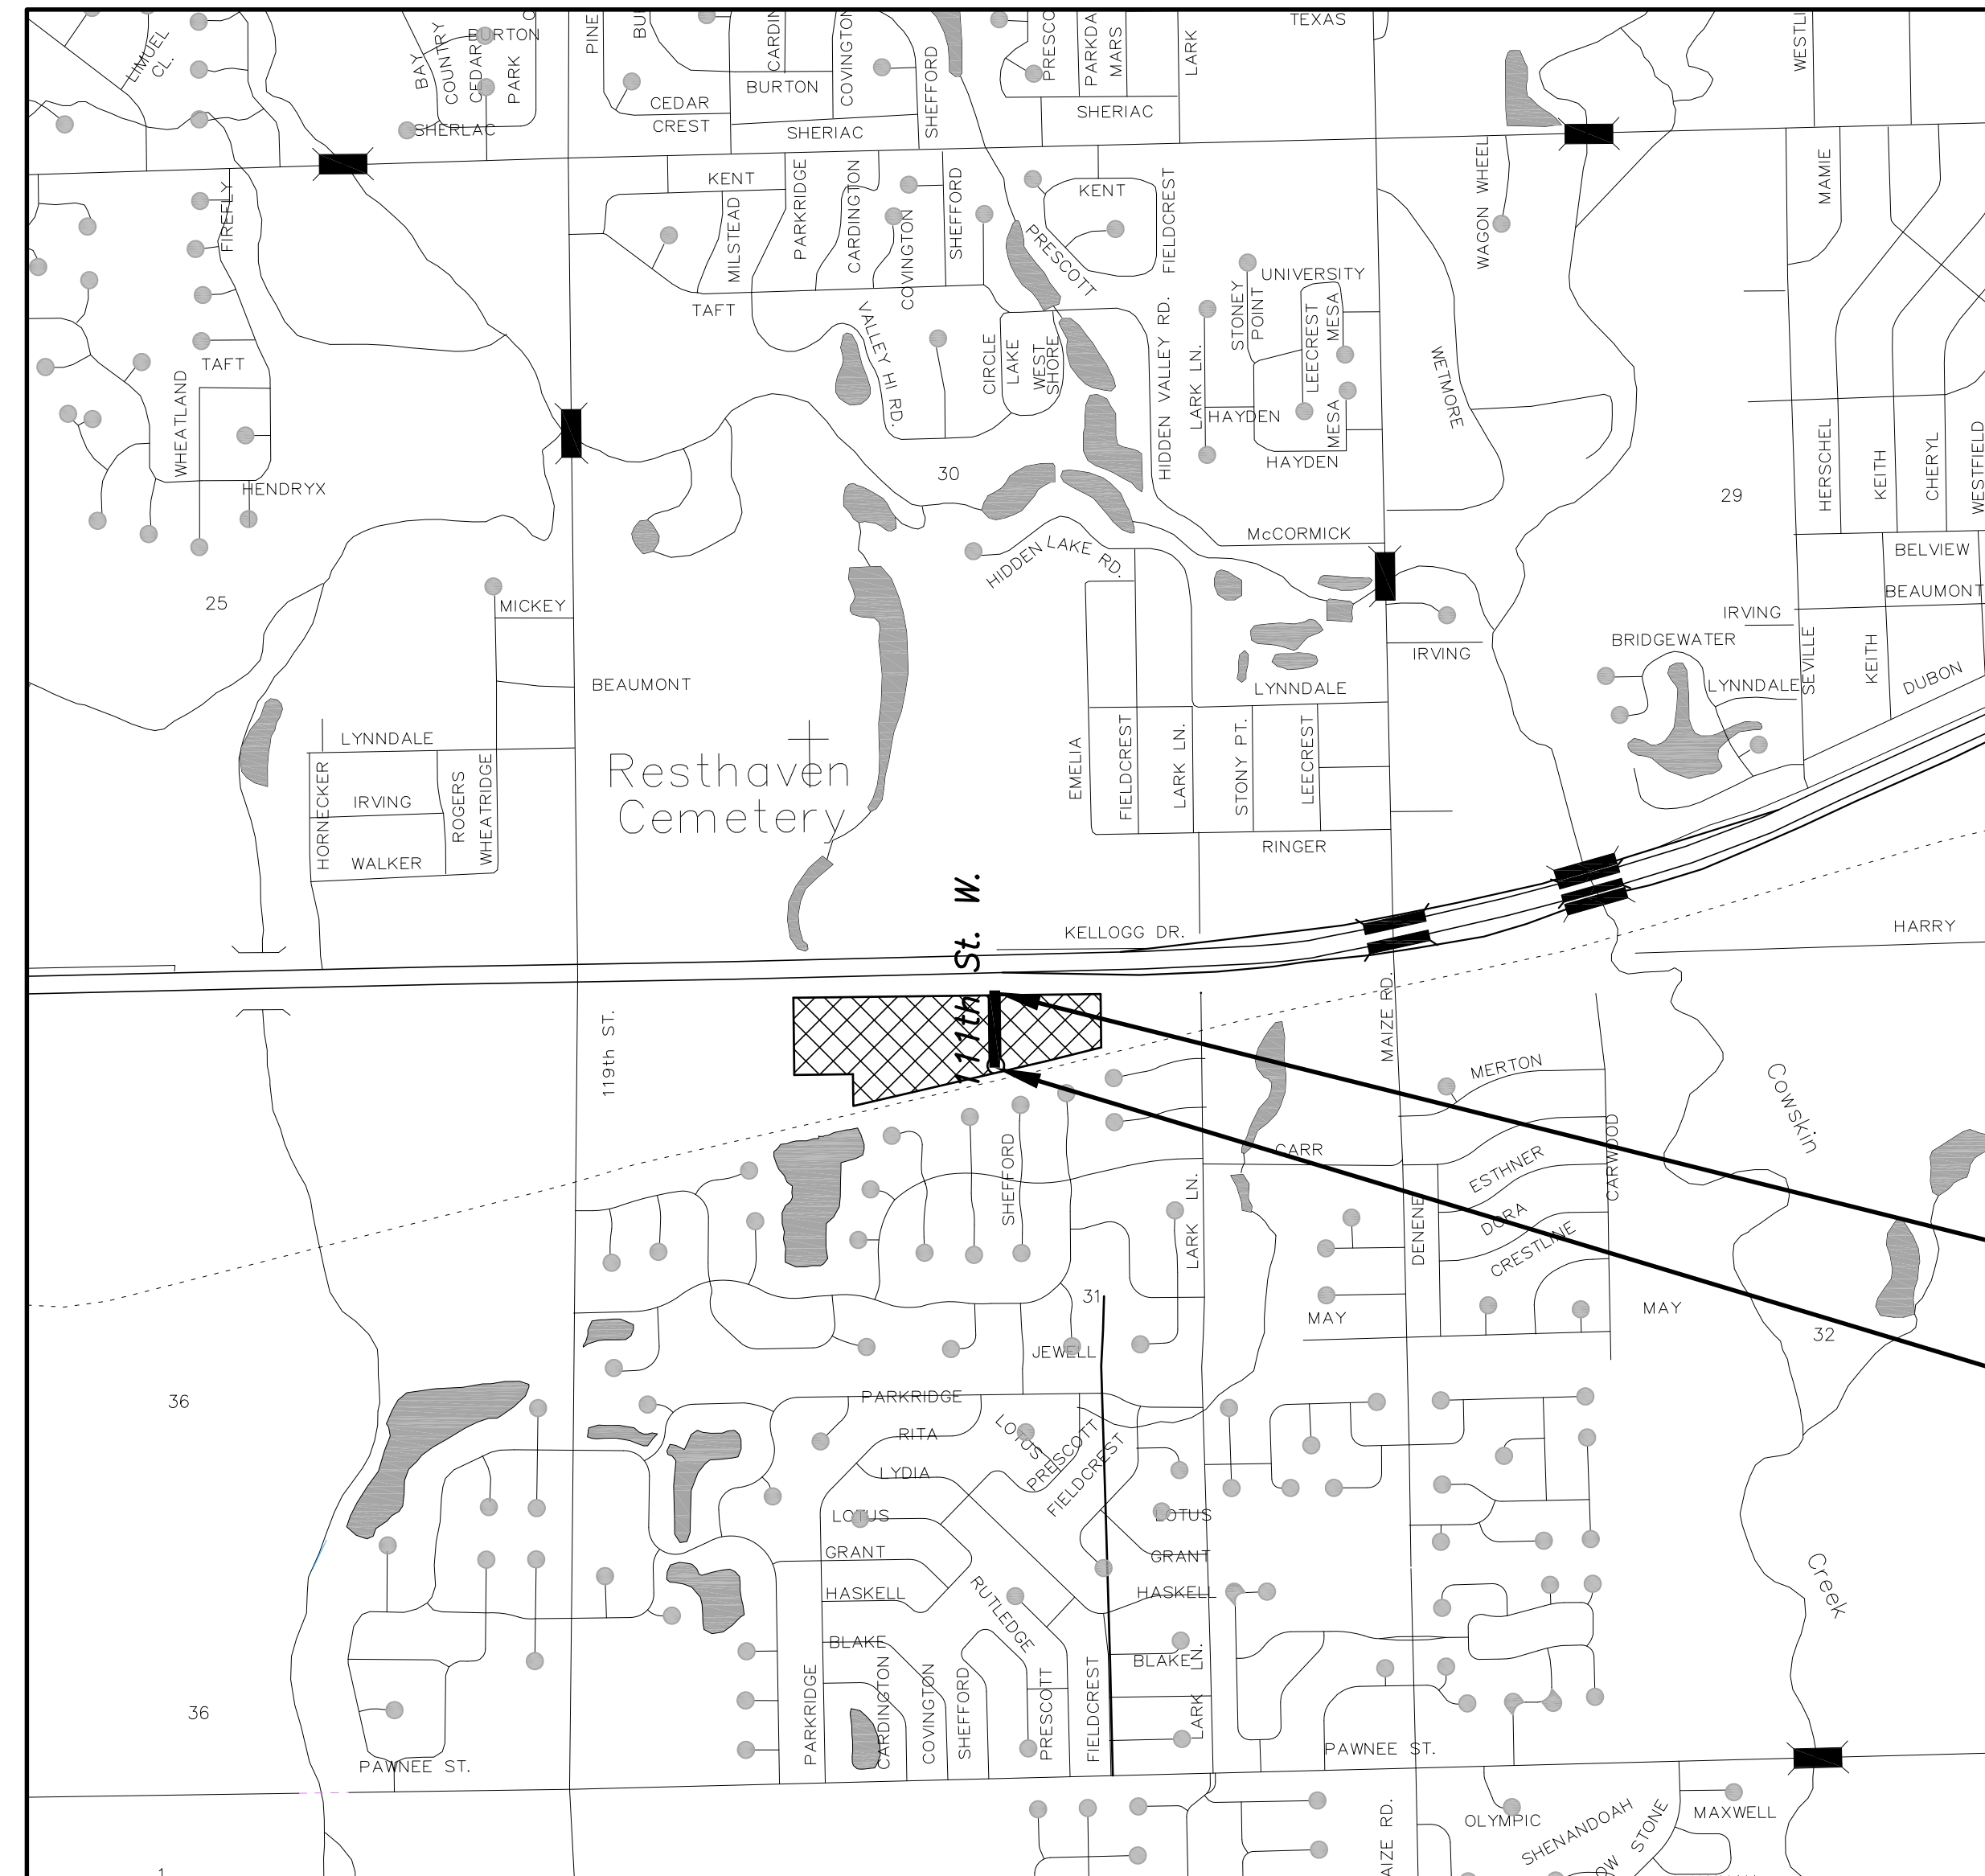 TEXAS
LIMUEL
CL.
BAY
COUNTRY
CEDAR
BURTON
PARK
PINE
CEDAR
CREST
BURTON
COVINGTON
SHEFFORD
SHERIAC
SHERLAC
PARKDA
MARS
LARK
SHERIAC
WESTLI
KENT
MILSTEAD
PARKRIDGE
CARDINGTON
COVINGTON
SHEFFORD
KENT
FIELDCREST
PRESCOTT
WAGON WHEEL
MAMIE
FIREFLY
TAFT
WHEATLAND
HENDRYX
TAFT
VALLEY HI RD.
CIRCLE
LAKE
WEST
SHORE
HIDDEN VALLEY RD.
LARK LN.
STONEY
POINT
UNIVERSITY
LEECREST
MESA
HAYDEN
MESA
HAYDEN
WETMORE
30
29
HERSCHEL
KEITH
CHERYL
WESTFIELD
McCORMICK
HIDDEN LAKE RD.
BELVIEW
BEAUMONT
IRVING
25
MICKEY
BEAUMONT
IRVING
BRIDGEWATER
LYNNDALE
SEVILLE
KEITH
DUBON
LYNNDALE
LYNNDALE
HORNECKER
IRVING
ROGERS
WHEATRIDGE
WALKER
Resthaven
Cemetery
EMELIA
FIELDCREST
LARK LN.
STONY PT.
LEECREST
RINGER
KELLOGG DR.
HARRY
111th St. W.
119th ST.
MAIZE RD.
MERTON
Cowskin
CARR
ESTHNER
CARWOOD
DORA
CRESTLINE
DENENE
SHEFFORD
LARK LN.
31
MAY
MAY
32
JEWELL
36
PARKRIDGE
RITA
LOTUS
PRESCOTT
FIELDCREST
LYDIA
LOTUS
LOTUS
GRANT
GRANT
HASKELL
HASKELL
RUTLEDGE
Creek
BLAKE
BLAKE
36
PARKRIDGE
CARDINGTON
COVINGTON
SHEFFORD
PRESCOTT
FIELDCREST
LARK LN.
PAWNEE ST.
PAWNEE ST.
OLYMPIC
SHENANDOAH
STONE
MAXWELL
AIZE RD.
OW
1